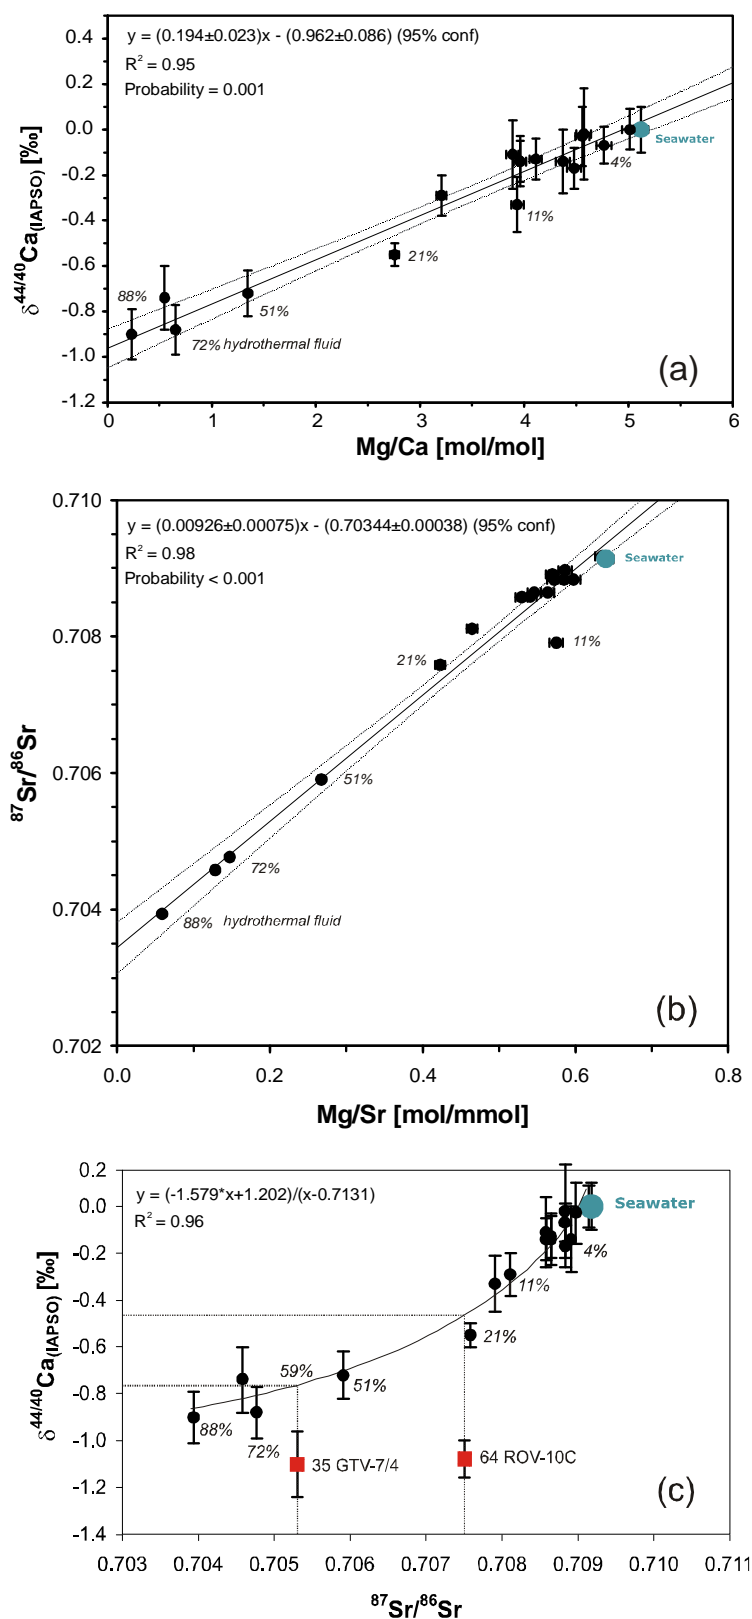 y = (0.194±0.023)x - (0.962±0.086) (95% conf)
R² = 0.95
Probability = 0.001
0.4
0.2
0.0
-0.2
-0.4
-0.6
-0.8
-1.0
-1.2
δ44/40Ca(IAPSO) [‰]
Seawater
4%
11%
21%
88%
51%
72% hydrothermal fluid
(a)
0 1 2 3 4 5 6
Mg/Ca [mol/mol]
y = (0.00926±0.00075)x - (0.70344±0.00038) (95% conf)
R² = 0.98
Probability < 0.001
0.710
0.708
0.706
0.704
0.702
87Sr/86Sr
Seawater
11%
21%
51%
72%
88% hydrothermal fluid
(b)
0.0 0.2 0.4 0.6 0.8
Mg/Sr [mol/mmol]
y = (-1.579*x+1.202)/(x-0.7131)
R² = 0.96
0.2
0.0
-0.2
-0.4
-0.6
-0.8
-1.0
-1.2
-1.4
δ44/40Ca(IAPSO) [‰]
Seawater
4%
11%
21%
59%
51%
88%
72%
35 GTV-7/4
64 ROV-10C
(c)
0.703 0.704 0.705 0.706 0.707 0.708 0.709 0.710 0.711
87Sr/86Sr